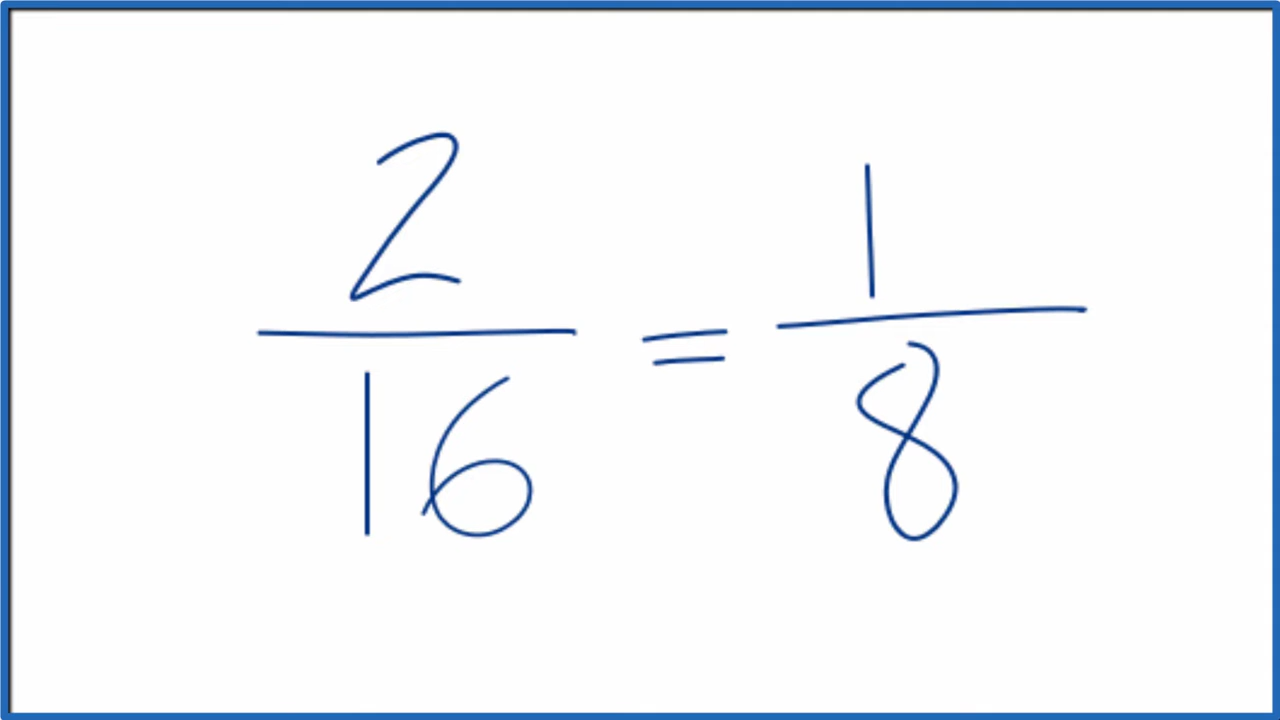 2/16 = 1/8